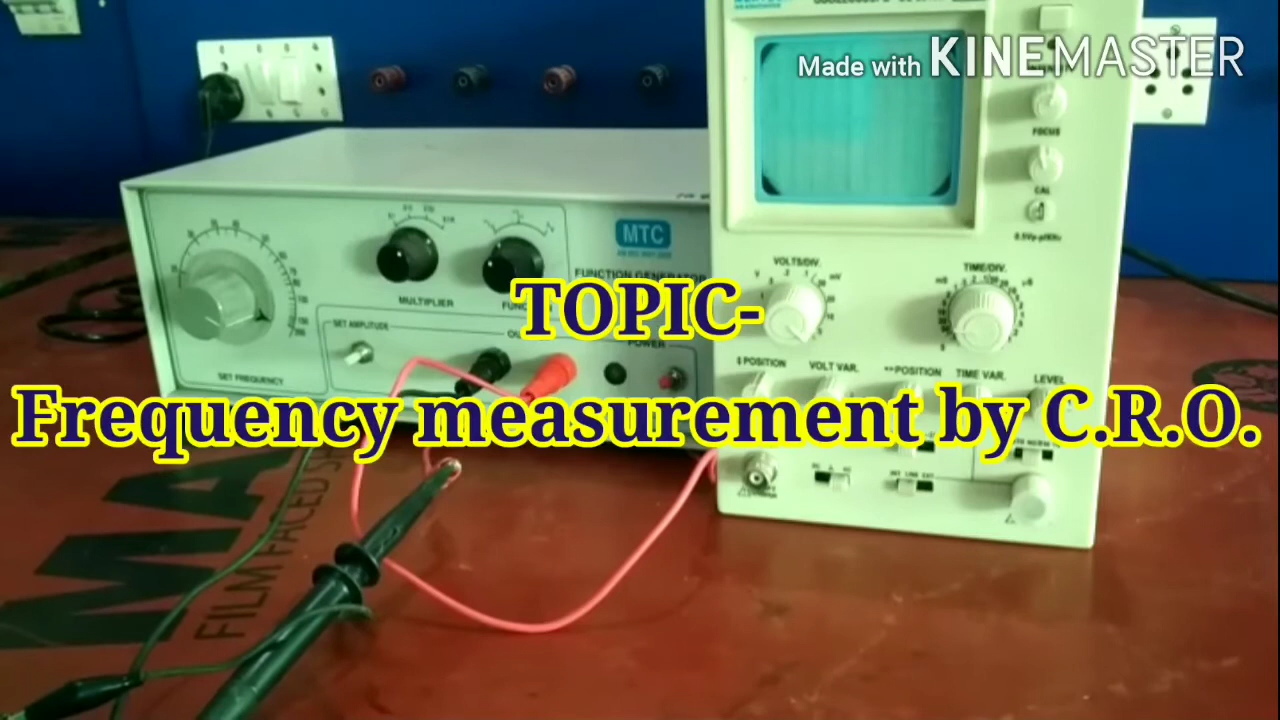 Made with KINEMASTER
FOCUS
CAL
MTC
FUNCTION GENERATOR
VOLTS/DIV.
TIME/DIV.
MULTIPLIER
TOPIC-
SET AMPLITUDE
POWER
SET FREQUENCY
POSITION
VOLT VAR.
POSITION
TIME VAR.
LEVEL
Frequency measurement by C.R.O.
MA
FILM FACED